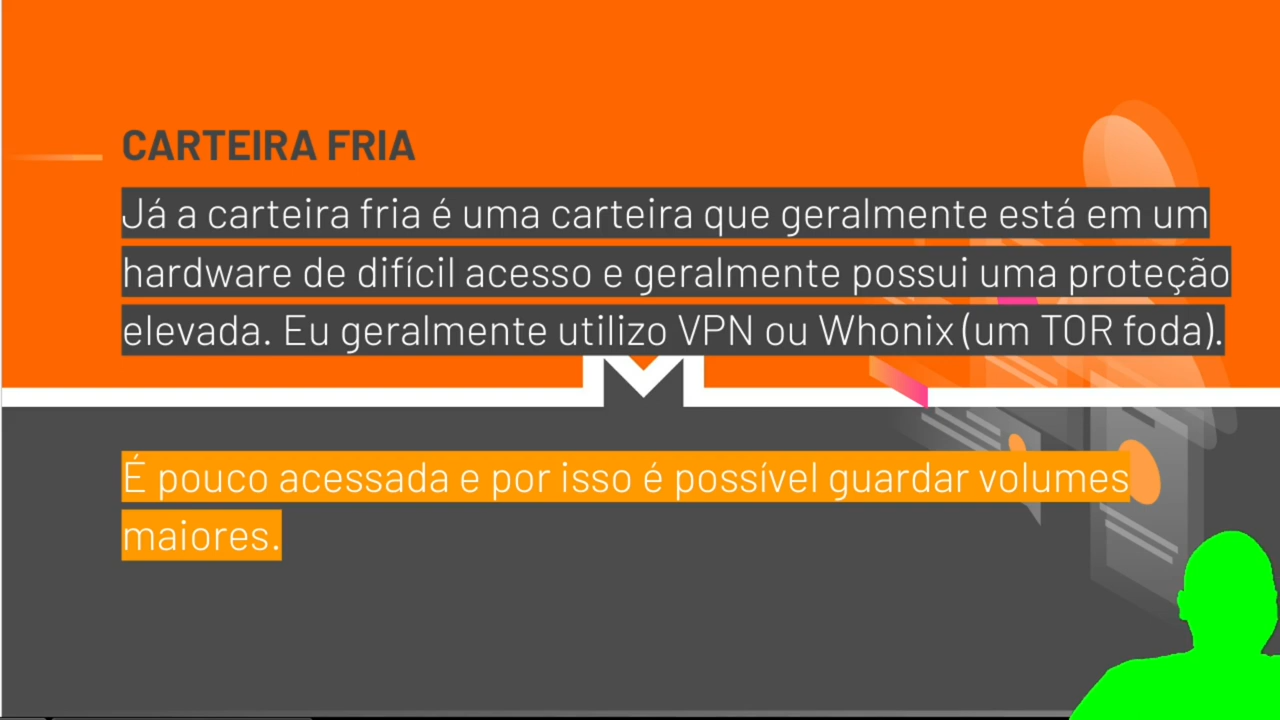 CARTEIRA FRIA
Já a carteira fria é uma carteira que geralmente está em um
hardware de difícil acesso e geralmente possui uma proteção
elevada. Eu geralmente utilizo VPN ou Whonix (um TOR foda).
É pouco acessada e por isso é possível guardar volumes
maiores.